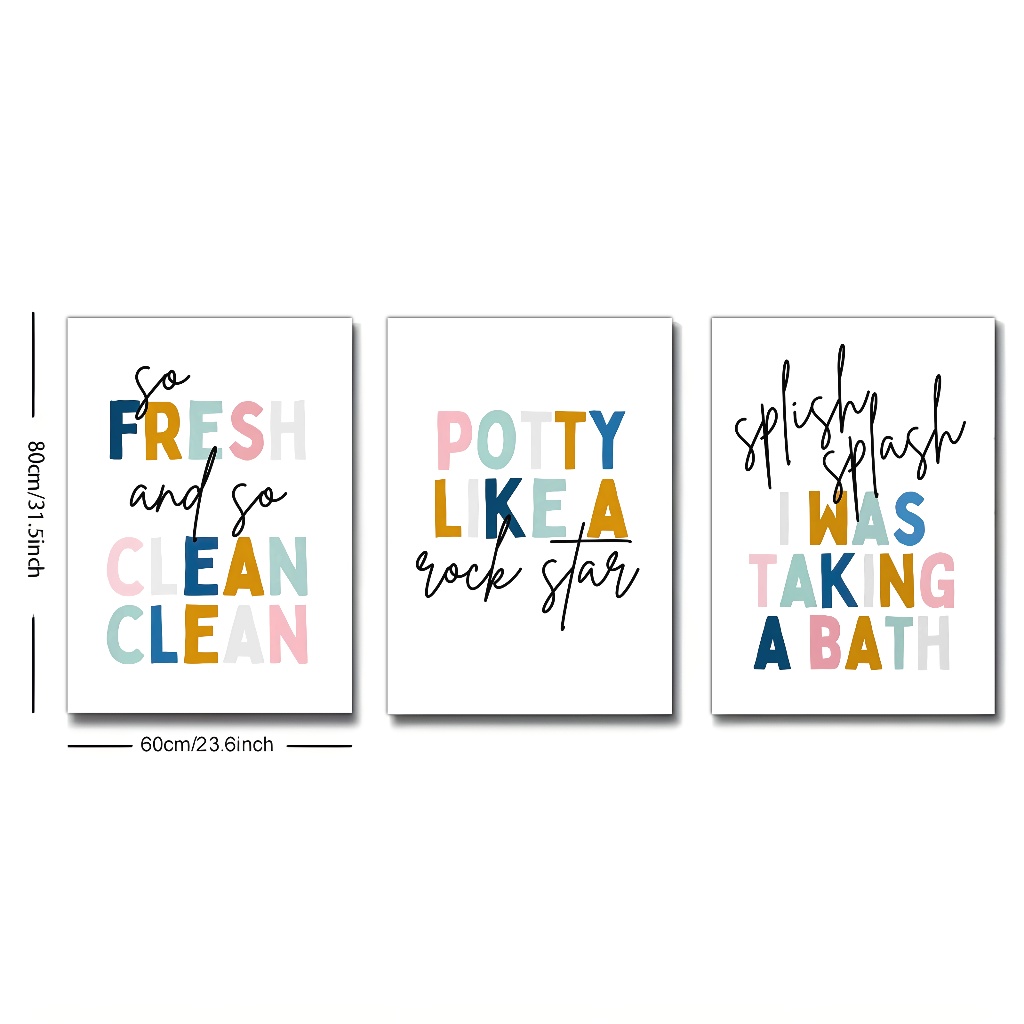 80cm/31.5inch
so
FRESH
and so
CLEAN
CLEAN
60cm/23.6inch
POTTY
LIKE A
rock star
splish
splash
I WAS
TAKING
A BATH